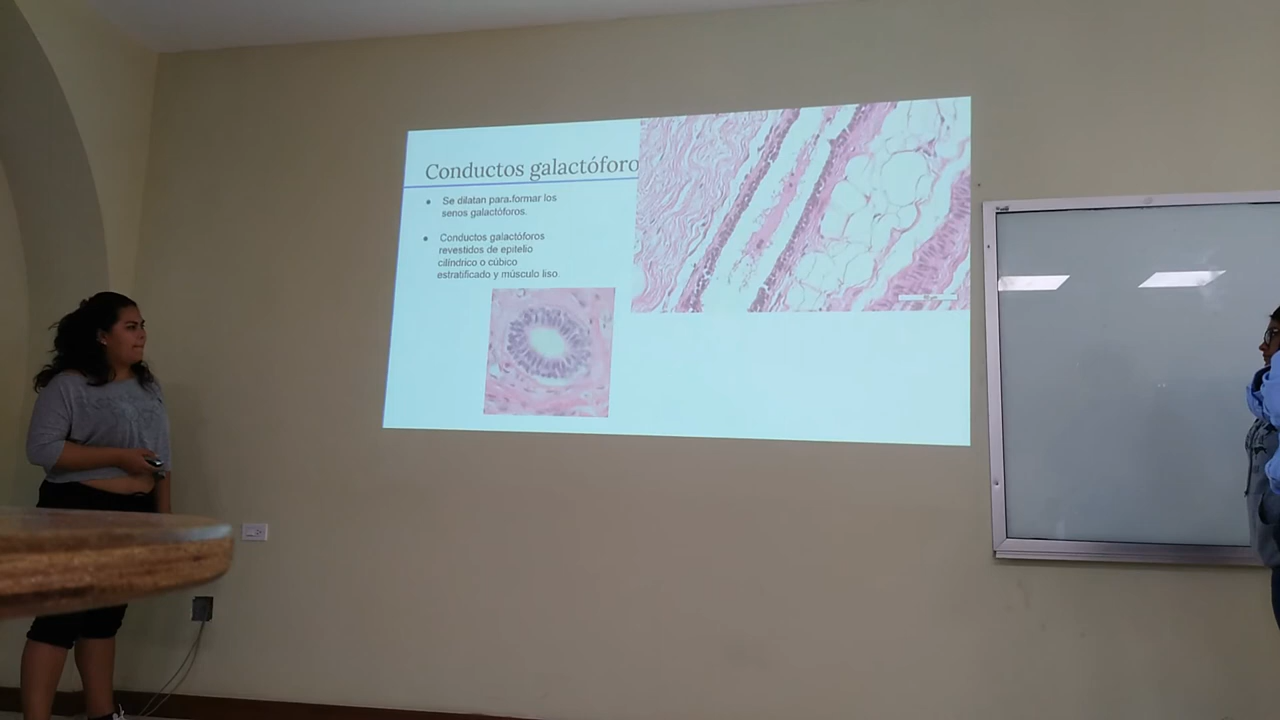 Conductos galactóforo
Se dilatan para formar los
senos galactóforos.
Conductos galactóforos
revestidos de epitelio
cilíndrico o cúbico
estratificado y músculo liso.